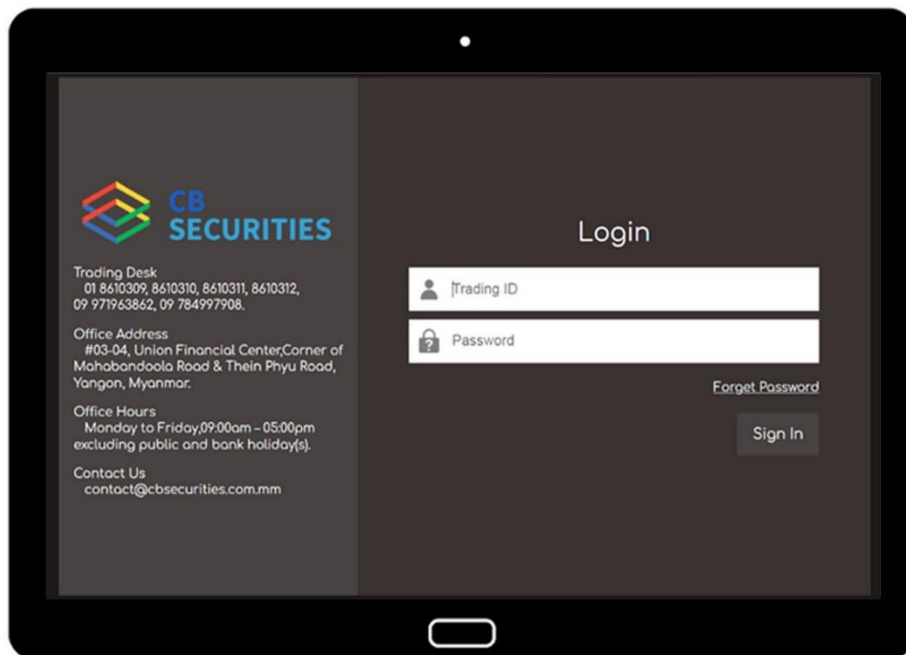 CB
SECURITIES
Trading Desk
01 8610309, 8610310, 8610311, 8610312,
09 971963862, 09 784997908.
Office Address
#03-04, Union Financial Center,Corner of
Mahabandoola Road & Thein Phyu Road,
Yangon, Myanmar.
Office Hours
Monday to Friday,09:00am – 05:00pm
excluding public and bank holiday(s).
Contact Us
contact@cbsecurities.com.mm
Login
Trading ID
Password
Forget Password
Sign In